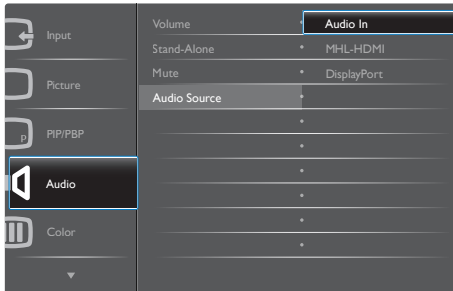 Input
Picture
P
PIP/PBP
Audio
Color
Volume
Stand-Alone
Mute
Audio Source
Audio In
MHL-HDMI
DisplayPort